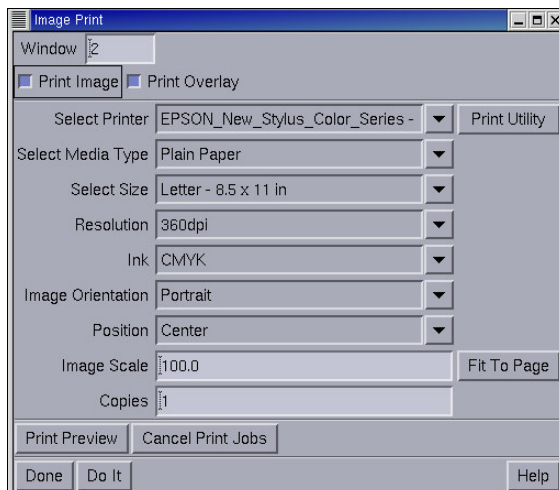 Image Print
Window 2
Print Image Print Overlay
Select Printer EPSON_New_Stylus_Color_Series - Print Utility
Select Media Type Plain Paper
Select Size Letter - 8.5 x 11 in
Resolution 360dpi
Ink CMYK
Image Orientation Portrait
Position Center
Image Scale 100.0 Fit To Page
Copies 1
Print Preview Cancel Print Jobs
Done Do It Help